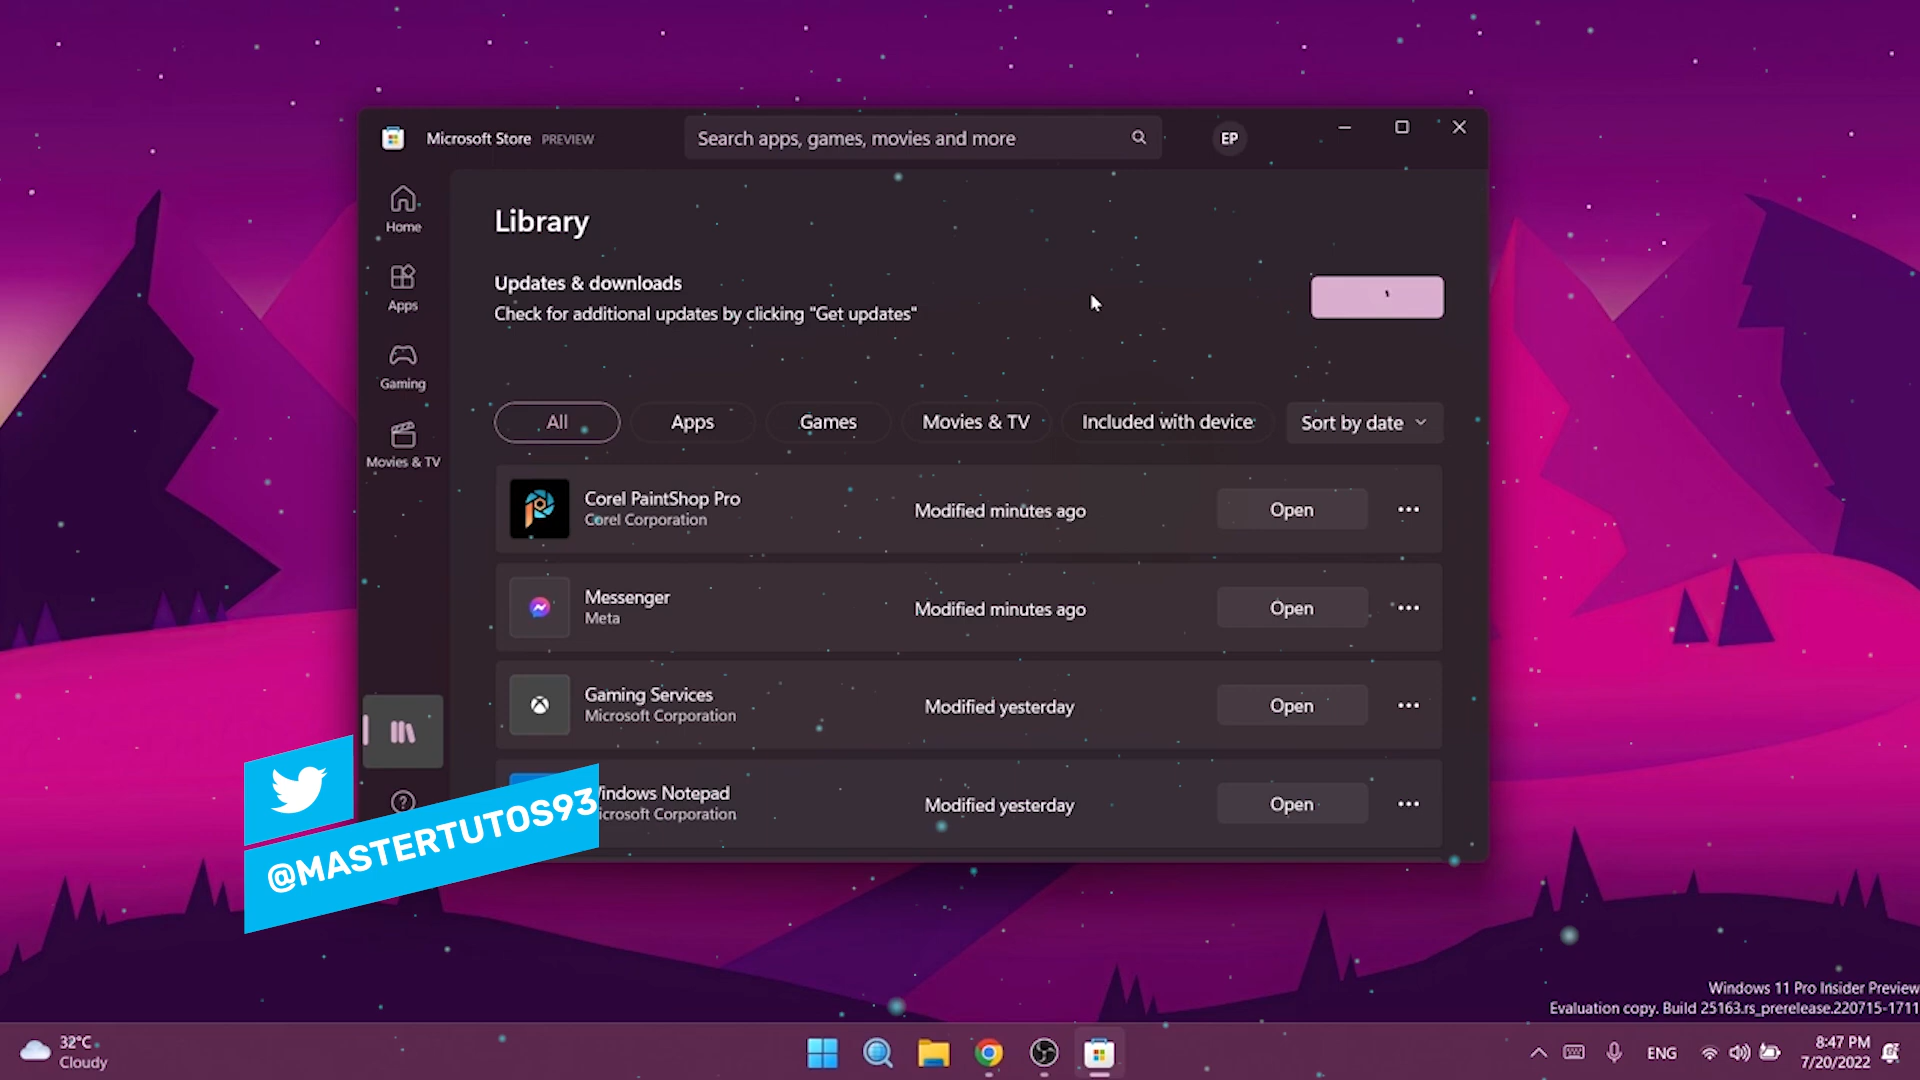 Microsoft Store PREVIEW
Search apps, games, movies and more
EP
Home
Apps
Gaming
Movies & TV
Library
Updates & downloads
Check for additional updates by clicking "Get updates"
All
Apps
Games
Movies & TV
Included with device
Sort by date
Corel PaintShop Pro
Corel Corporation
Modified minutes ago
Open
Messenger
Meta
Modified minutes ago
Open
Gaming Services
Microsoft Corporation
Modified yesterday
Open
indows Notepad
icrosoft Corporation
Modified yesterday
Open
@MASTERTUTOS93
Windows 11 Pro Insider Preview
Evaluation copy. Build 25163.rs_prerelease.220715-1711
32°C
Cloudy
ENG
8:47 PM
7/20/2022